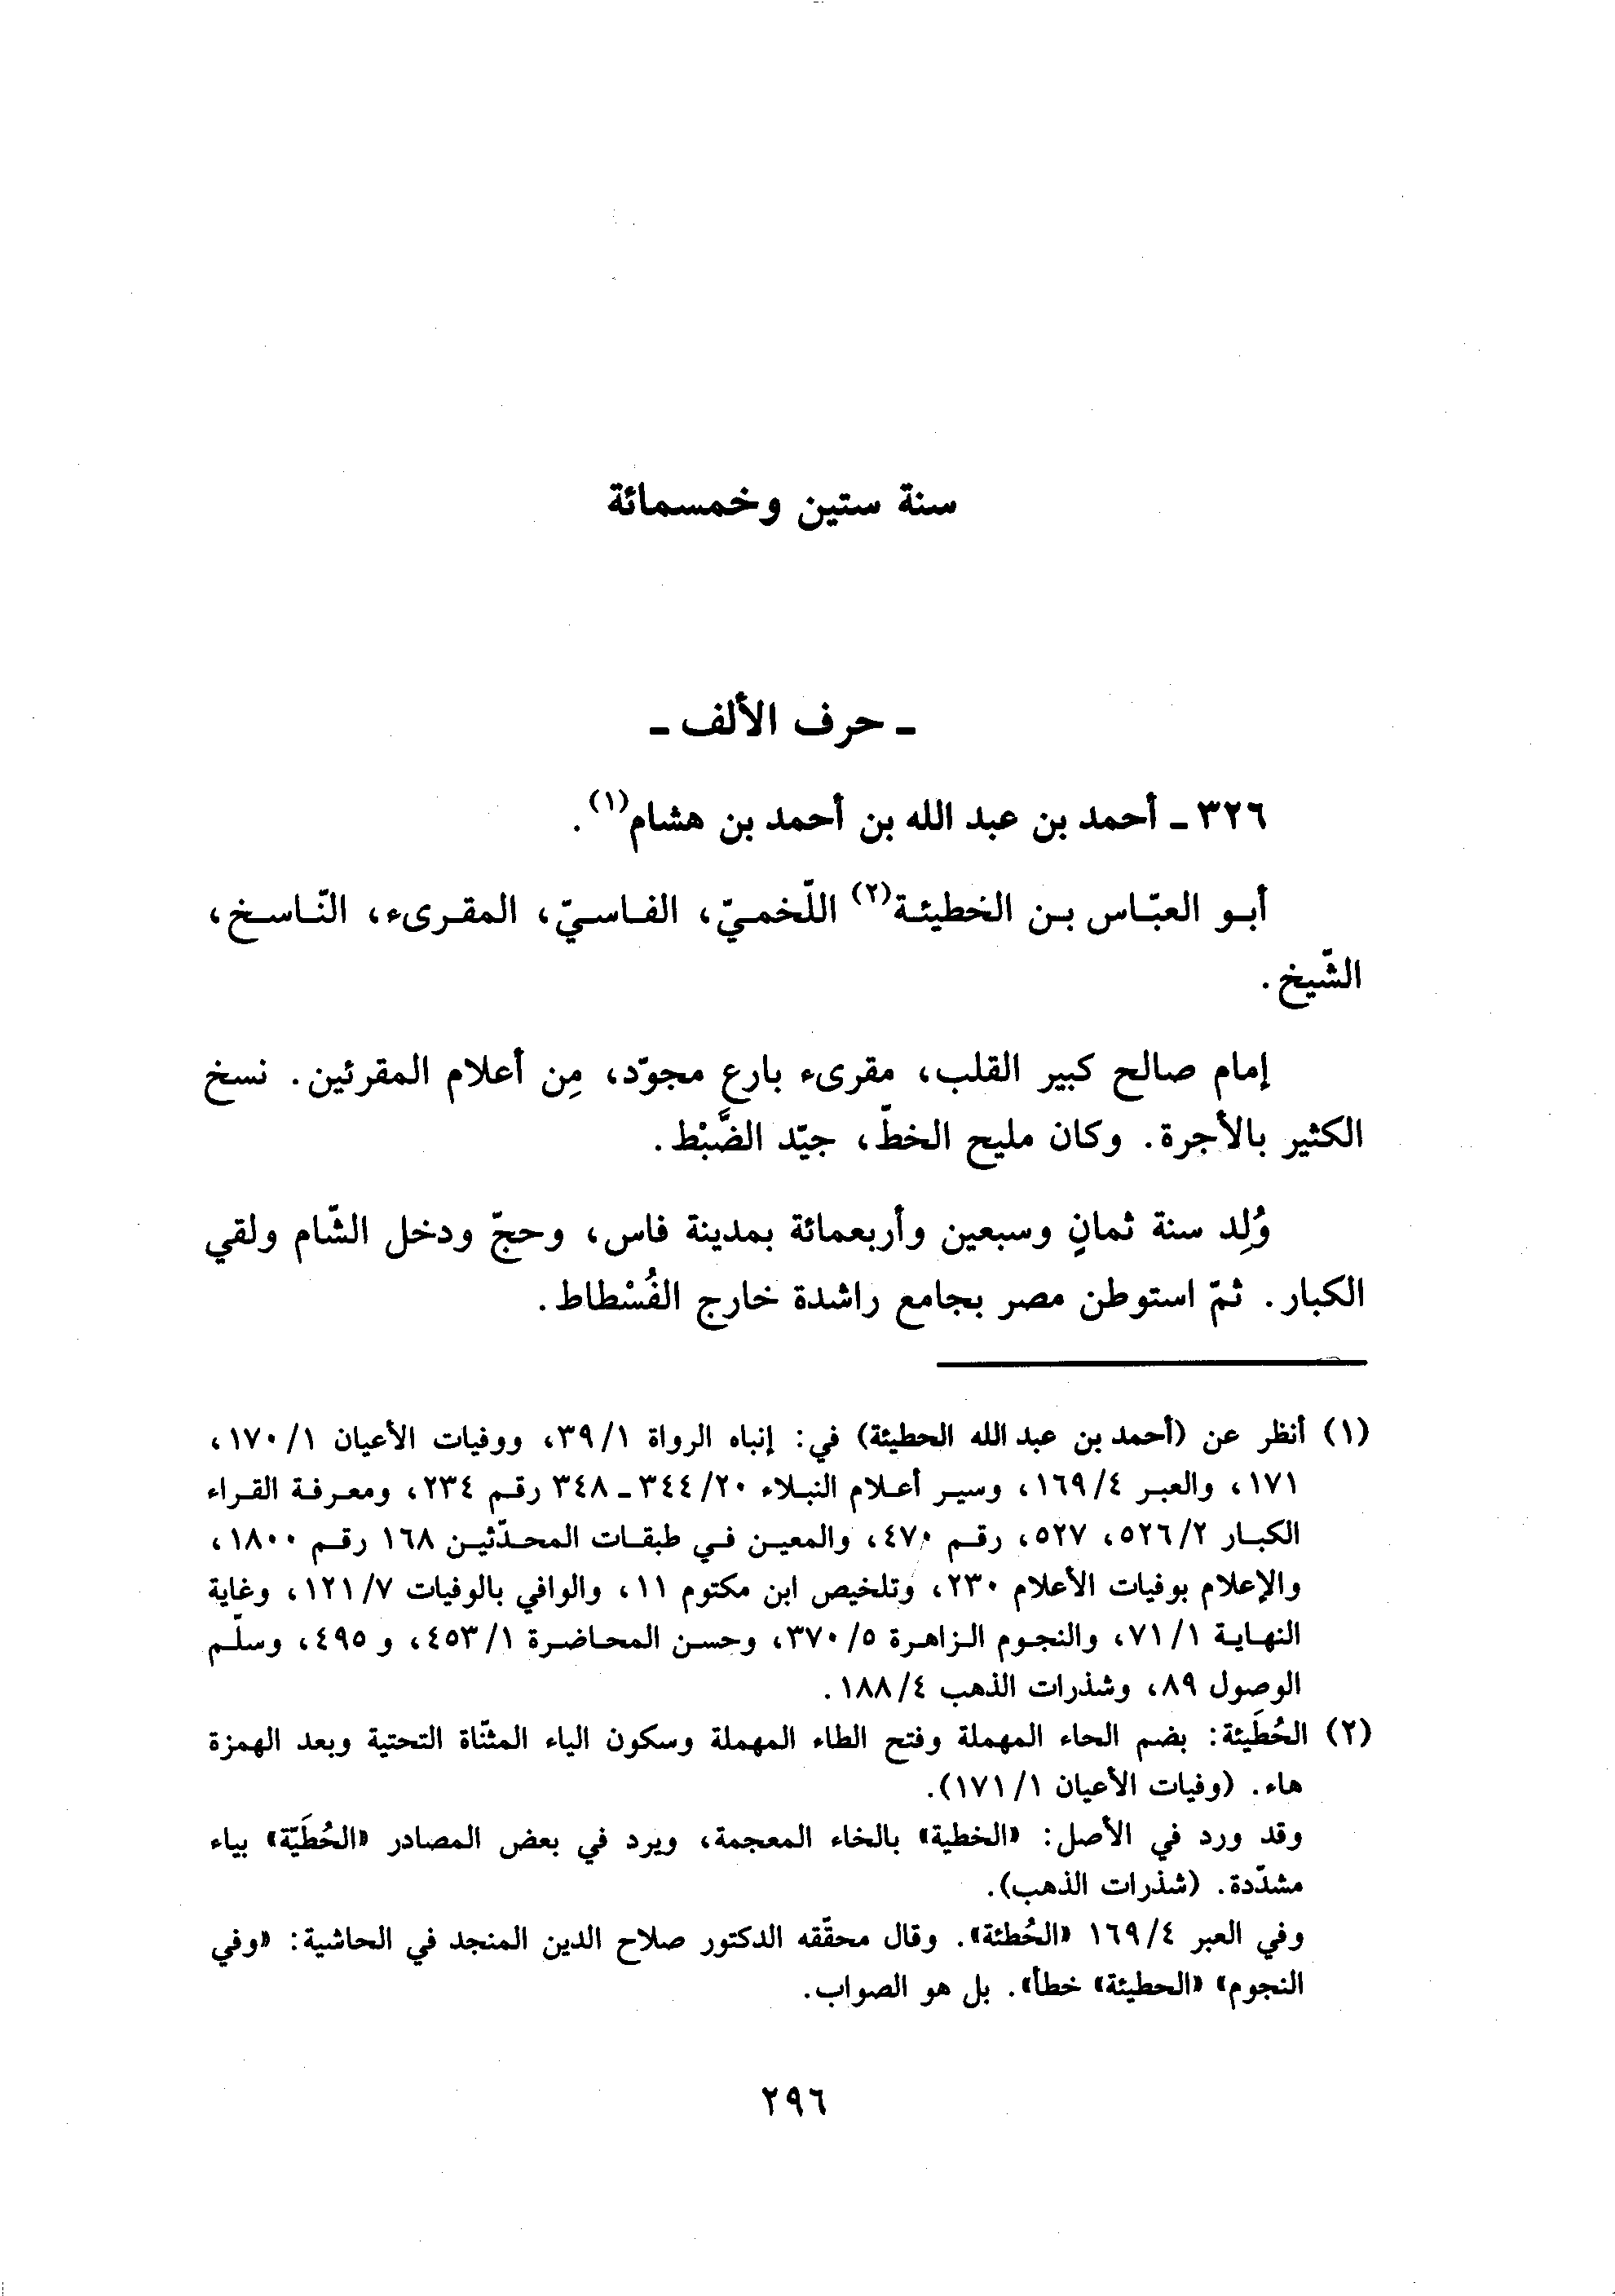 سنة ستين وخمسمائة
ـ حرف الألف ـ
٣٢٦ ـ أحمد بن عبد الله بن أحمد بن هشام(١).
أبو العبّاس بن الخطيئة(٢) اللّخميّ، الفاسيّ، المقرىء، النّاسخ،
الشّيخ.
إمام صالح كبير القلب، مقرىء بارع مجوّد، مِن أعلام المقرئين. نسخ
الكثير بالأجرة. وكان مليح الخطّ، جيّد الضَّبْط.
وُلِد سنة ثمانٍ وسبعين وأربعمائة بمدينة فاس، وحجّ ودخل الشّام ولقي
الكبار. ثمّ استوطن مصر بجامع راشدة خارج الفُسْطاط.
(١) أنظر عن (أحمد بن عبد الله الحطيئة) في: إنباه الرواة ١/٣٩، ووفيات الأعيان ١/١٧٠،
١٧١، والعبر ٤/١٦٩، وسير أعلام النبلاء ٢٠/٣٤٤ ـ ٣٤٨ رقم ٢٣٤، ومعرفة القراء
الكبار ٢/٥٢٦، ٥٢٧، رقم ٤٧٠، والمعين في طبقات المحدّثين ١٦٨ رقم ١٨٠٠،
والإعلام بوفيات الأعلام ٢٣٠، وتلخيص ابن مكتوم ١١، والوافي بالوفيات ٧/١٢١، وغاية
النهاية ١/٧١، والنجوم الزاهرة ٥/٣٧٠، وحسن المحاضرة ١/٤٥٣، و ٤٩٥، وسلّم
الوصول ٨٩، وشذرات الذهب ٤/١٨٨.
(٢) الحُطَيئة: بضم الحاء المهملة وفتح الطاء المهملة وسكون الياء المثنّاة التحتية وبعد الهمزة
هاء. (وفيات الأعيان ١/١٧١).
وقد ورد في الأصل: «الخطية» بالخاء المعجمة، ويرد في بعض المصادر «الحُطَيّة» بياء
مشدّدة. (شذرات الذهب).
وفي العبر ٤/١٦٩ «الحُطئة». وقال محقّقه الدكتور صلاح الدين المنجد في الحاشية: «وفي
النجوم» «الحطيئة» خطأ». بل هو الصواب.
٢٩٦